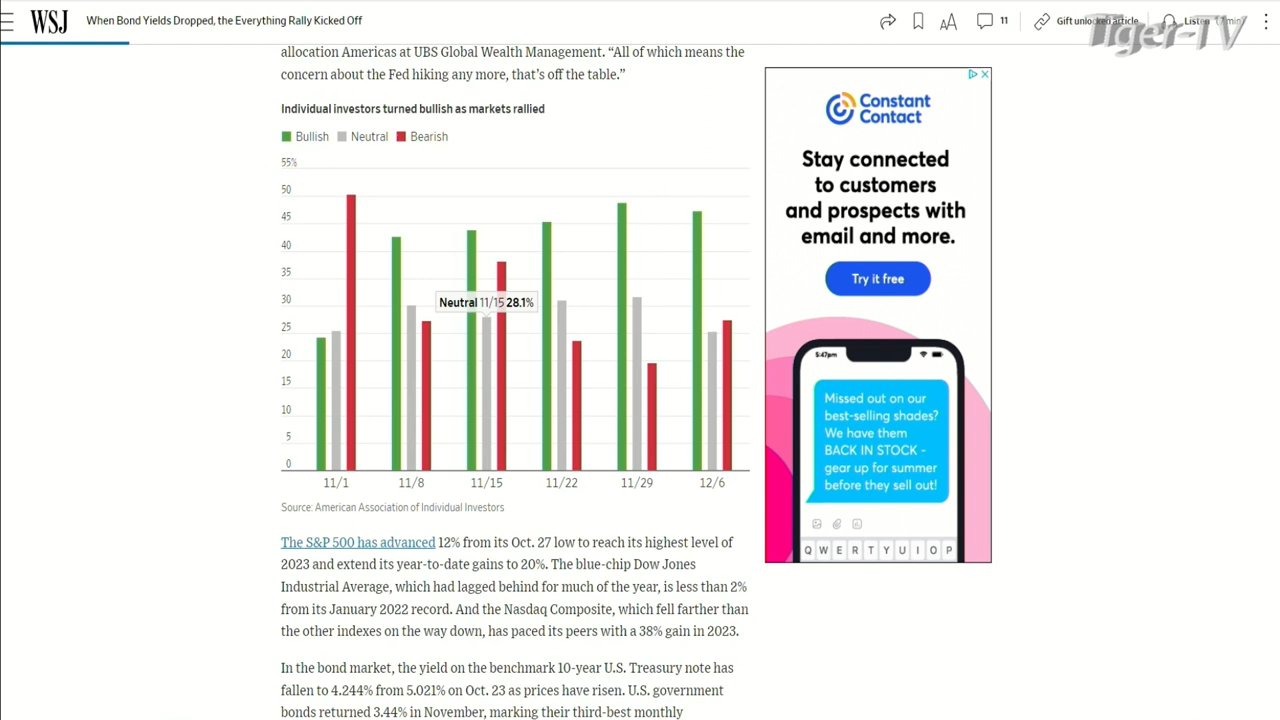 WSJ
When Bond Yields Dropped, the Everything Rally Kicked Off
AA
11
Gift unlocked article
Listen (7 min)
Tiger-TV
allocation Americas at UBS Global Wealth Management. “All of which means the
concern about the Fed hiking any more, that’s off the table.”
Individual investors turned bullish as markets rallied
Bullish Neutral Bearish
55%
50
45
40
35
30
25
20
15
10
5
0
Neutral 11/15 28.1%
11/1 11/8 11/15 11/22 11/29 12/6
Source: American Association of Individual Investors
The S&P 500 has advanced 12% from its Oct. 27 low to reach its highest level of
2023 and extend its year-to-date gains to 20%. The blue-chip Dow Jones
Industrial Average, which had lagged behind for much of the year, is less than 2%
from its January 2022 record. And the Nasdaq Composite, which fell farther than
the other indexes on the way down, has paced its peers with a 38% gain in 2023.
In the bond market, the yield on the benchmark 10-year U.S. Treasury note has
fallen to 4.244% from 5.021% on Oct. 23 as prices have risen. U.S. government
bonds returned 3.44% in November, marking their third-best monthly
Constant
Contact
Stay connected
to customers
and prospects with
email and more.
Try it free
5:47pm
Missed out on our
best-selling shades?
We have them
BACK IN STOCK -
gear up for summer
before they sell out!
Q W E R T Y U I O P